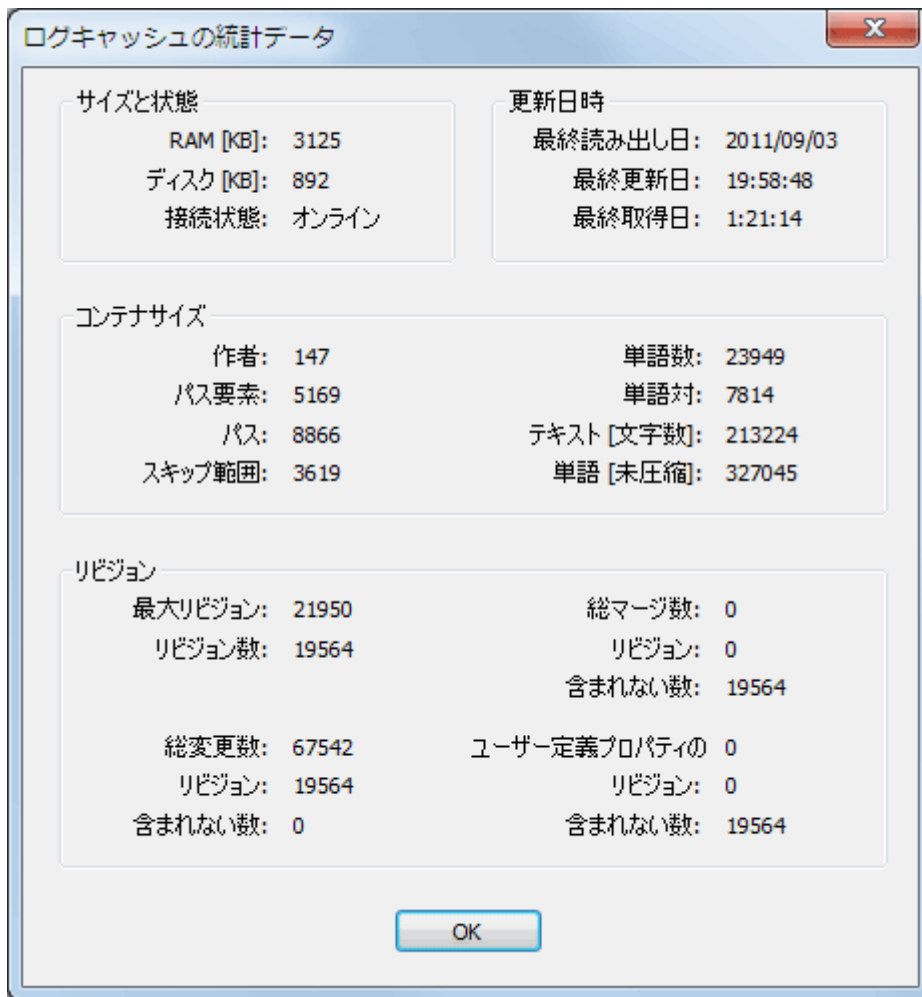 ログキャッシュの統計データ
サイズと状態
RAM [KB]: 3125
ディスク [KB]: 892
接続状態: オンライン
更新日時
最終読み出し日: 2011/09/03
最終更新日: 19:58:48
最終取得日: 1:21:14
コンテナサイズ
作者: 147
パス要素: 5169
パス: 8866
スキップ範囲: 3619
単語数: 23949
単語対: 7814
テキスト [文字数]: 213224
単語 [未圧縮]: 327045
リビジョン
最大リビジョン: 21950
リビジョン数: 19564
総マージ数: 0
リビジョン: 0
含まれない数: 19564
総変更数: 67542
リビジョン: 19564
含まれない数: 0
ユーザー定義プロパティの 0
リビジョン: 0
含まれない数: 19564
OK